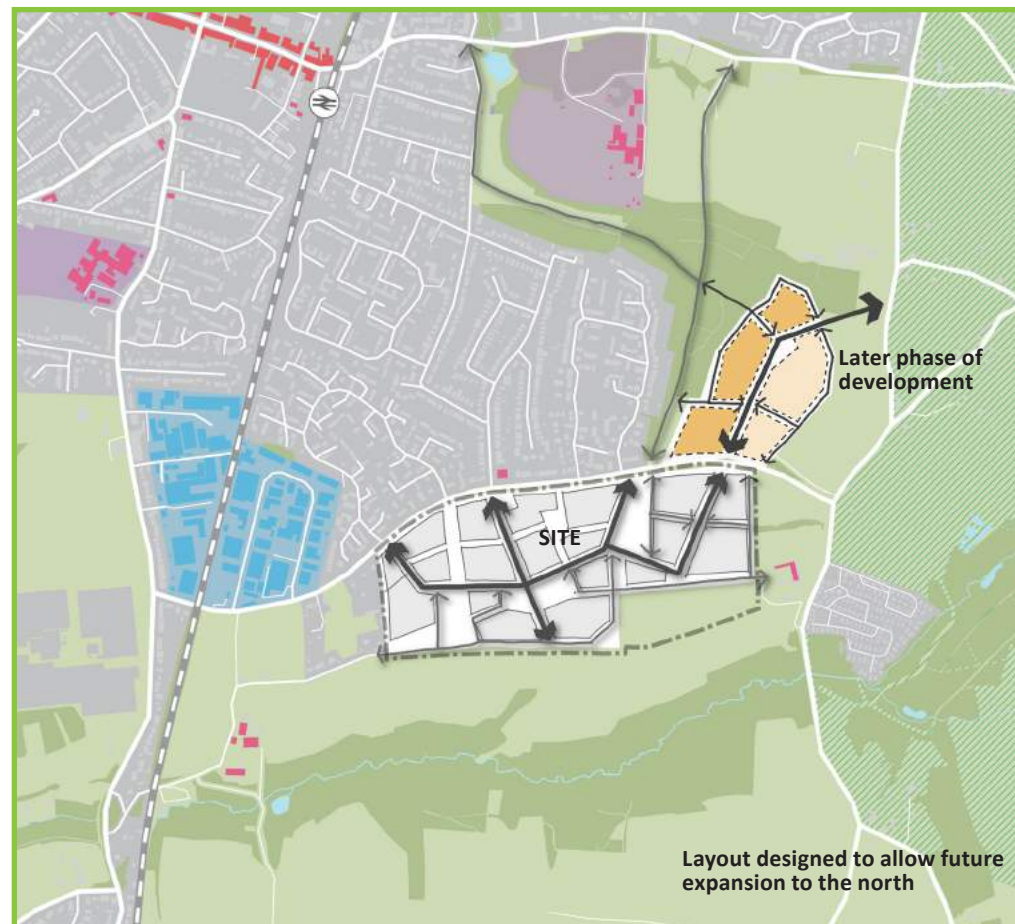 Later phase of
development
SITE
Layout designed to allow future
expansion to the north